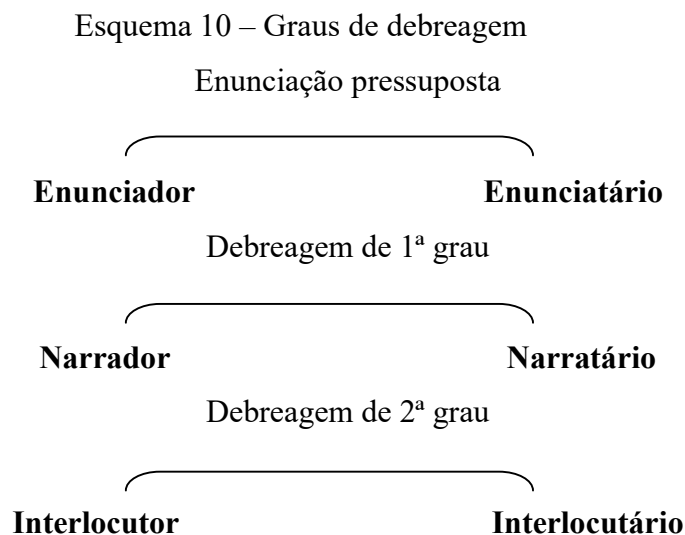 Esquema 10 – Graus de debreagem
Enunciação pressuposta
Enunciador Enunciatário
Debreagem de 1ª grau
Narrador Narratário
Debreagem de 2ª grau
Interlocutor Interlocutário